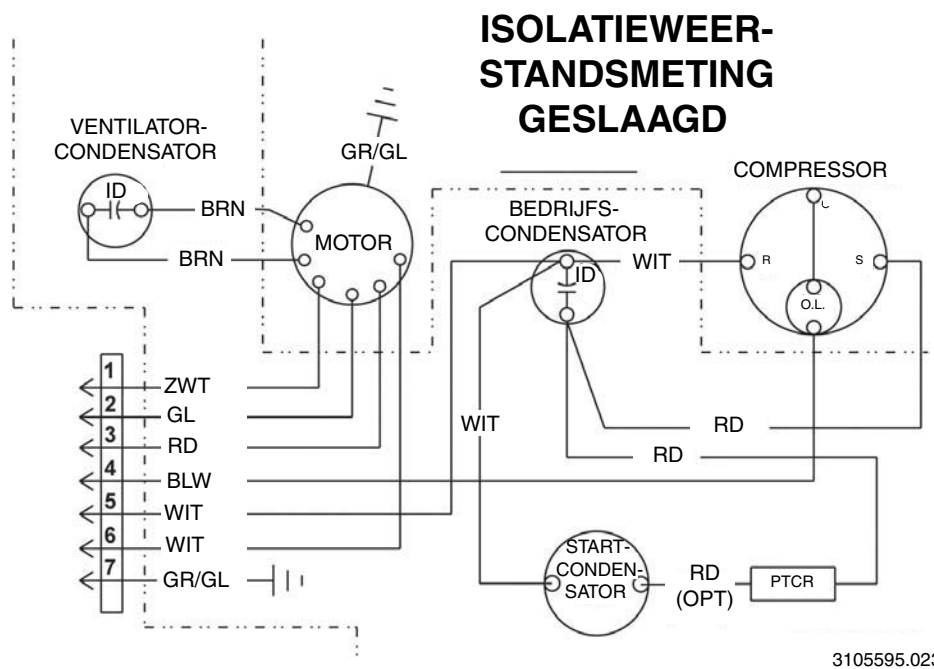 ISOLATIEWEER-
STANDSMETING
GESLAAGD
VENTILATOR-
CONDENSATOR
ID
BRN
BRN
GR/GL
MOTOR
BEDRIJFS-
CONDENSATOR
ID
WIT
COMPRESSOR
C
R
S
O.L.
1
ZWT
2
GL
3
RD
4
BLW
5
WIT
6
WIT
7
GR/GL
WIT
RD
RD
START-
CONDEN-
SATOR
RD
(OPT)
PTCR
3105595.023